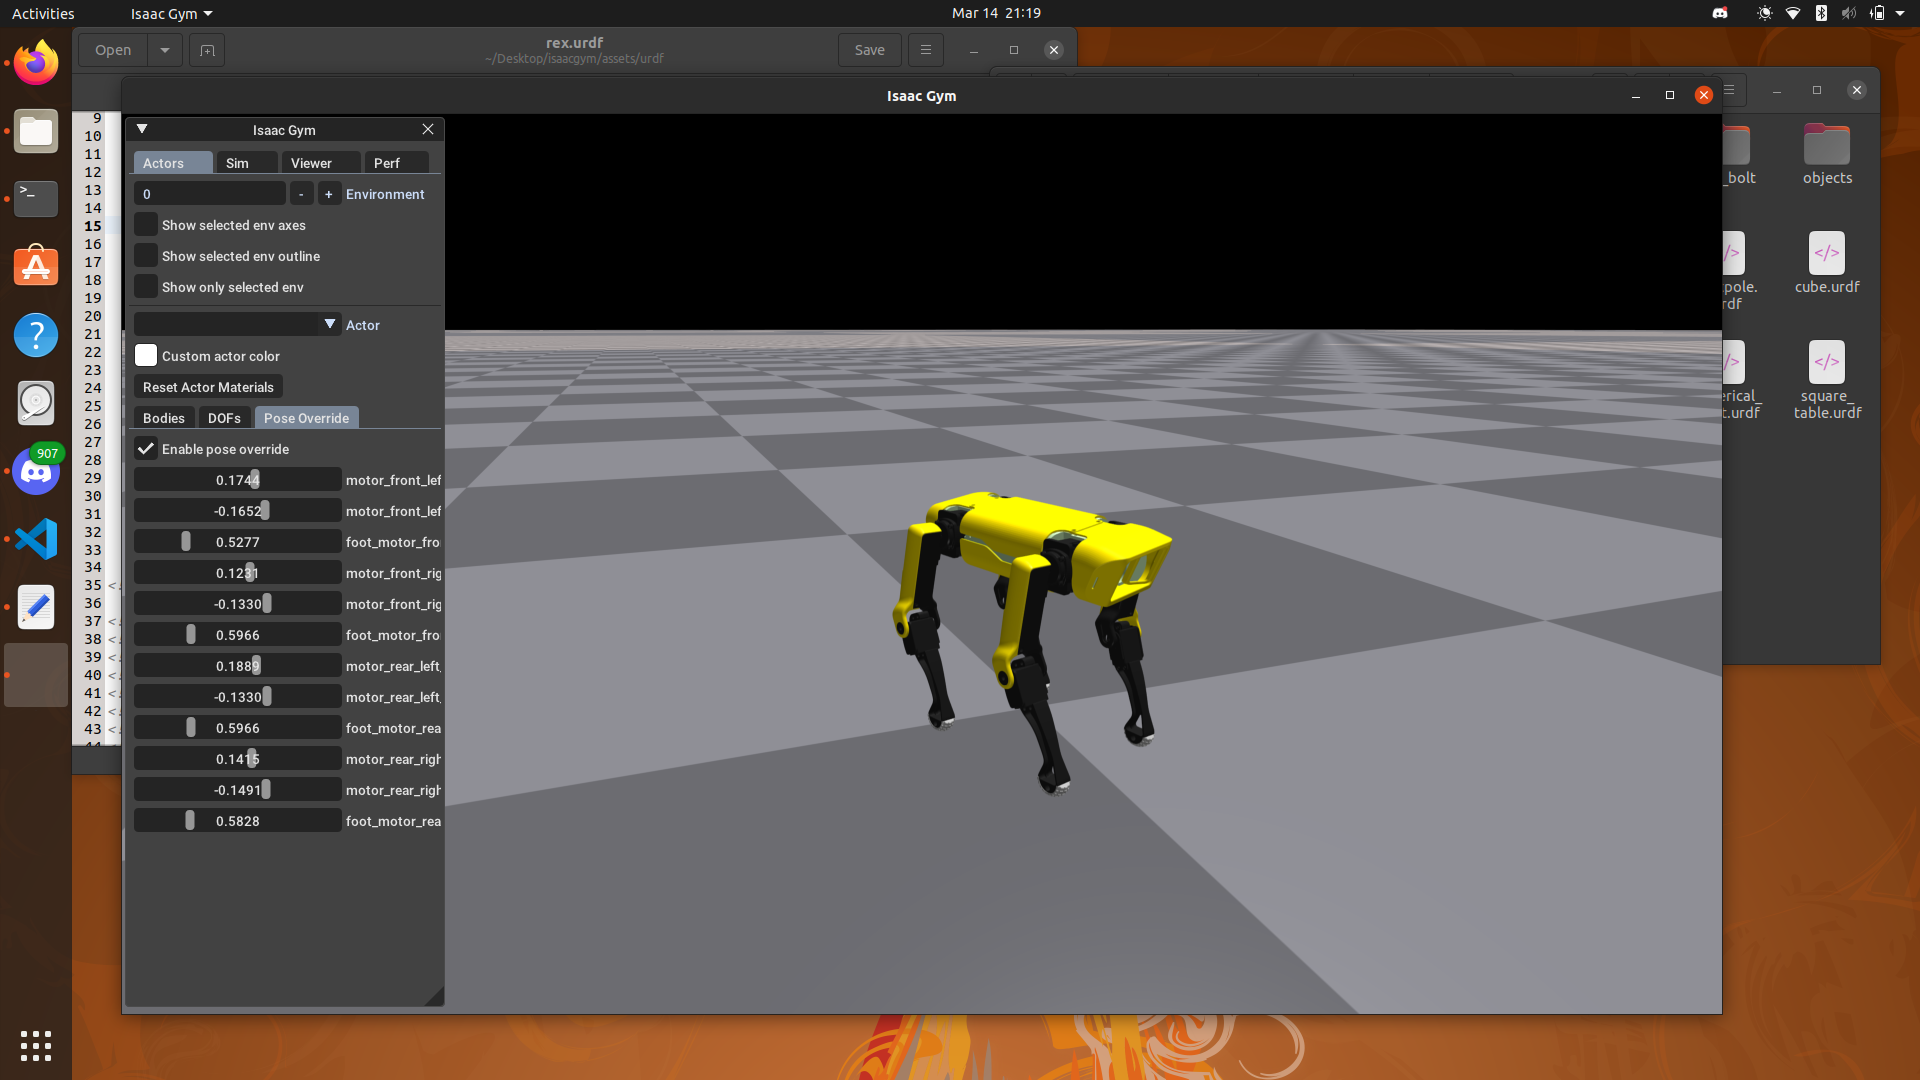 Activities
Isaac Gym
Mar 14 21:19
Open
rex.urdf
~/Desktop/isaacgym/assets/urdf
Save
Isaac Gym
9
10
11
12
13
14
15
16
17
18
19
20
21
22
23
24
25
26
27
28
29
30
31
32
33
34
35
36
37
38
39
40
41
42
43
44
907
>_
?
Isaac Gym
Actors
Sim
Viewer
Perf
0
-
+
Environment
Show selected env axes
Show selected env outline
Show only selected env
Actor
Custom actor color
Reset Actor Materials
Bodies
DOFs
Pose Override
Enable pose override
0.1744 motor_front_lef
-0.1652 motor_front_lef
0.5277 foot_motor_fro
0.1231 motor_front_rig
-0.1330 motor_front_rig
0.5966 foot_motor_fro
0.1889 motor_rear_left_
-0.1330 motor_rear_left_
0.5966 foot_motor_rea
0.1415 motor_rear_righ
-0.1491 motor_rear_righ
0.5828 foot_motor_rea
_bolt
objects
pole.
rdf
cube.urdf
erical_
t.urdf
square_
table.urdf